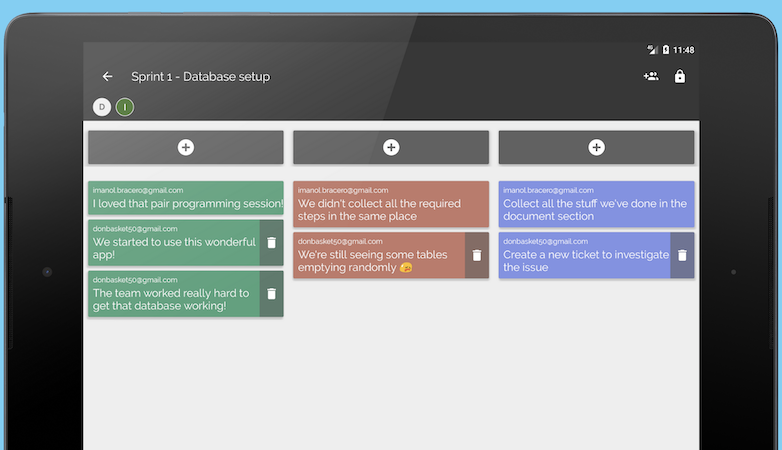 11:48
Sprint 1 - Database setup
D I
imanol.bracero@gmail.com
I loved that pair programming session!
donbasket50@gmail.com
We started to use this wonderful
app!
donbasket50@gmail.com
The team worked really hard to
get that database working!
imanol.bracero@gmail.com
We didn't collect all the required
steps in the same place
donbasket50@gmail.com
We're still seeing some tables
emptying randomly 🤔
imanol.bracero@gmail.com
Collect all the stuff we've done in the
document section
donbasket50@gmail.com
Create a new ticket to investigate
the issue